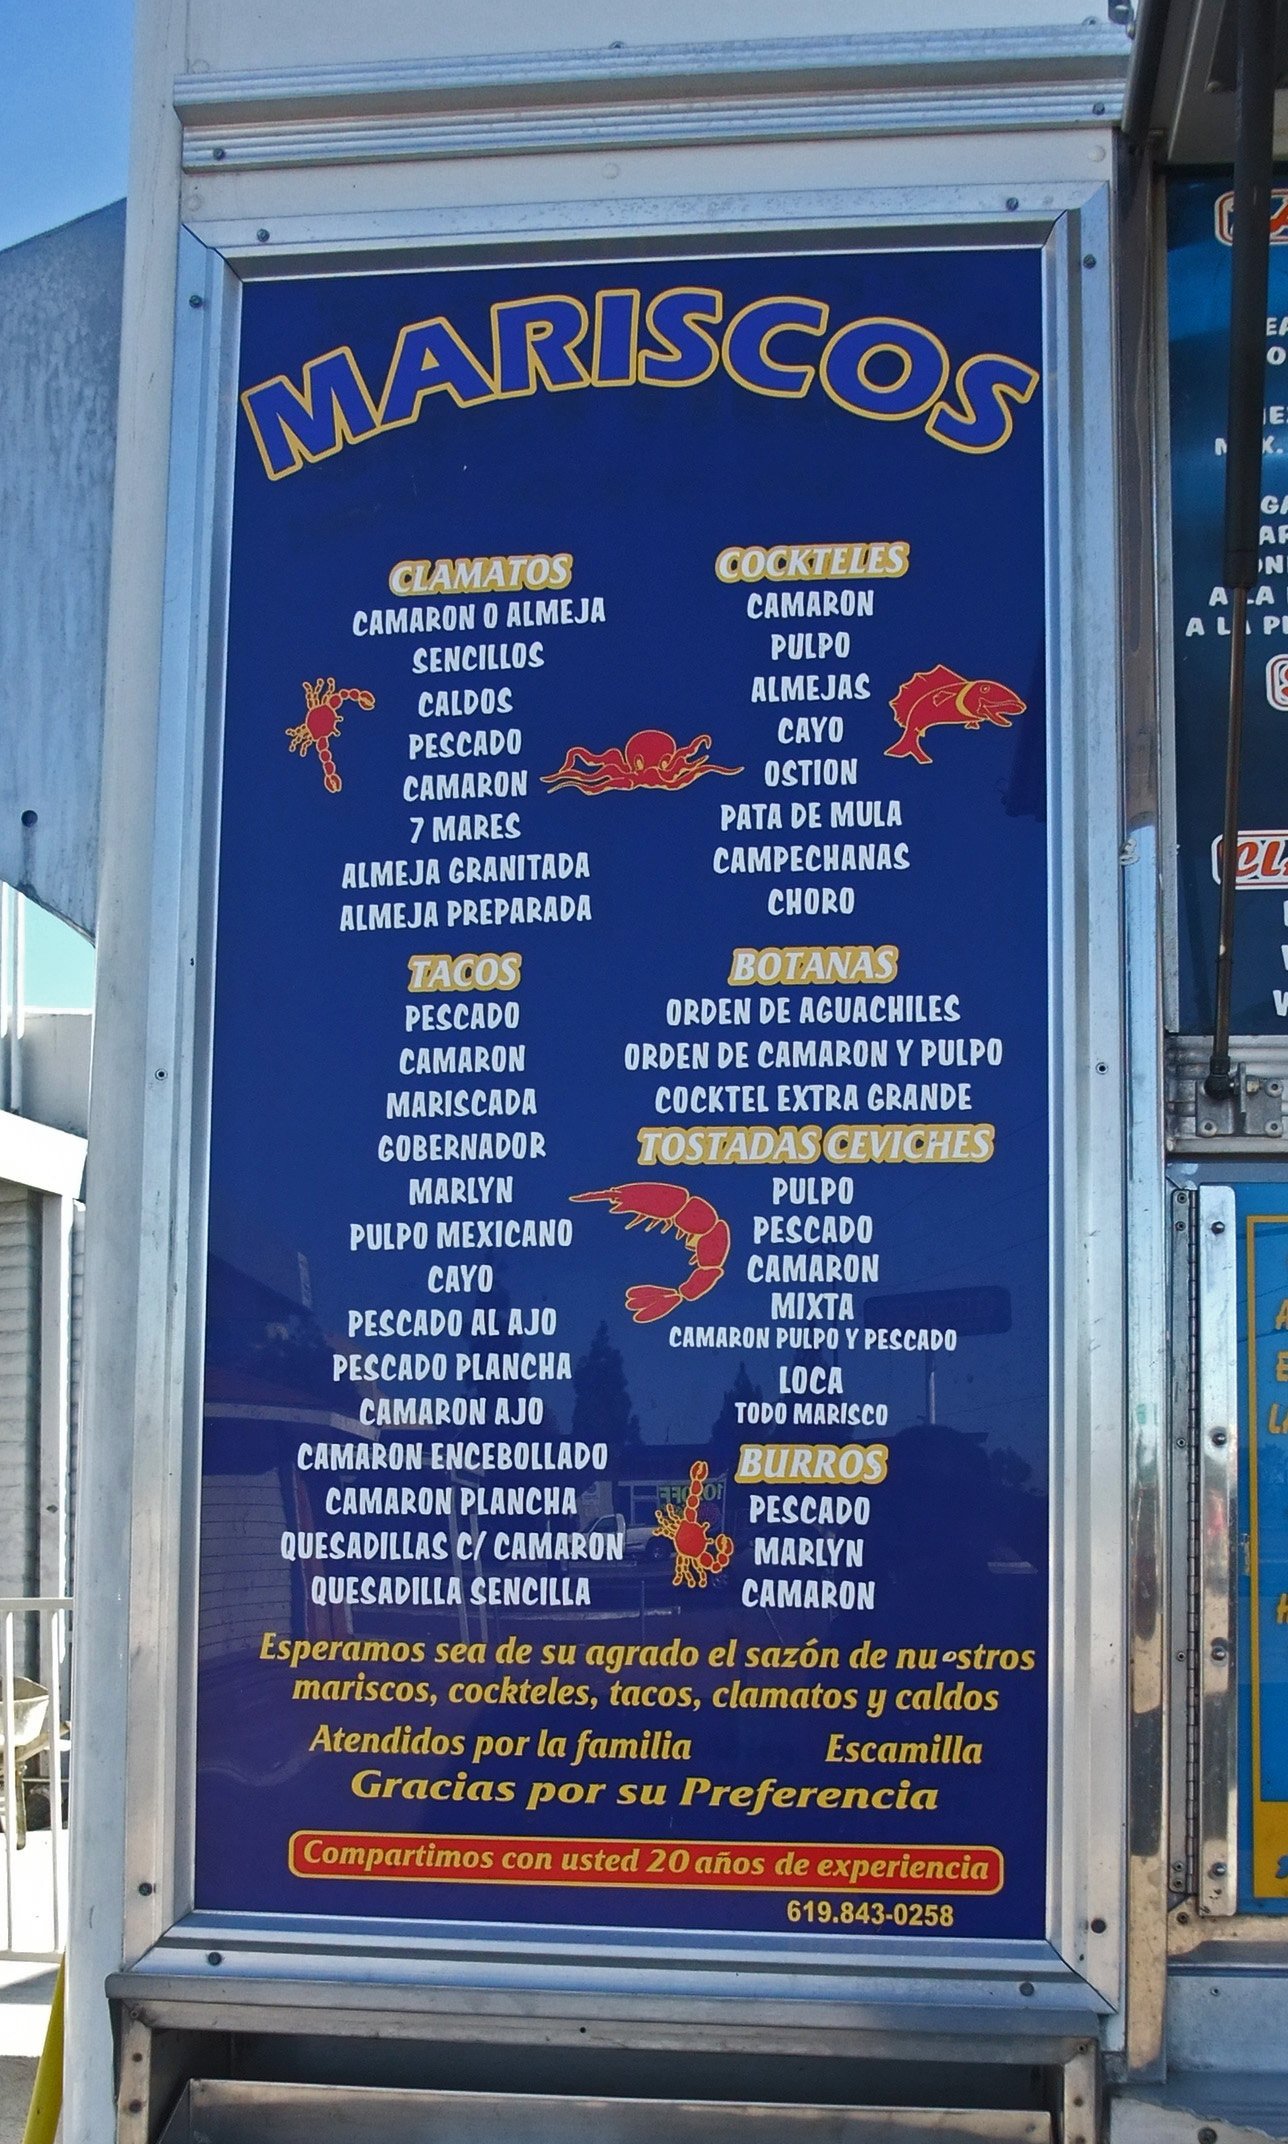 MARISCOS
CLAMATOS
CAMARON O ALMEJA
SENCILLOS
CALDOS
PESCADO
CAMARON
7 MARES
ALMEJA GRANITADA
ALMEJA PREPARADA
TACOS
PESCADO
CAMARON
MARISCADA
GOBERNADOR
MARLYN
PULPO MEXICANO
CAYO
PESCADO AL AJO
PESCADO PLANCHA
CAMARON AJO
CAMARON ENCEBOLLADO
CAMARON PLANCHA
QUESADILLAS C/ CAMARON
QUESADILLA SENCILLA
COCKTELES
CAMARON
PULPO
ALMEJAS
CAYO
OSTION
PATA DE MULA
CAMPECHANAS
CHORO
BOTANAS
ORDEN DE AGUACHILES
ORDEN DE CAMARON Y PULPO
COCKTEL EXTRA GRANDE
TOSTADAS CEVICHES
PULPO
PESCADO
CAMARON
MIXTA
CAMARON PULPO Y PESCADO
LOCA
TODO MARISCO
BURROS
PESCADO
MARLYN
CAMARON
Esperamos sea de su agrado el sazón de nuestros
mariscos, cockteles, tacos, clamatos y caldos
Atendidos por la familia Escamilla
Gracias por su Preferencia
Compartimos con usted 20 años de experiencia
619.843-0258